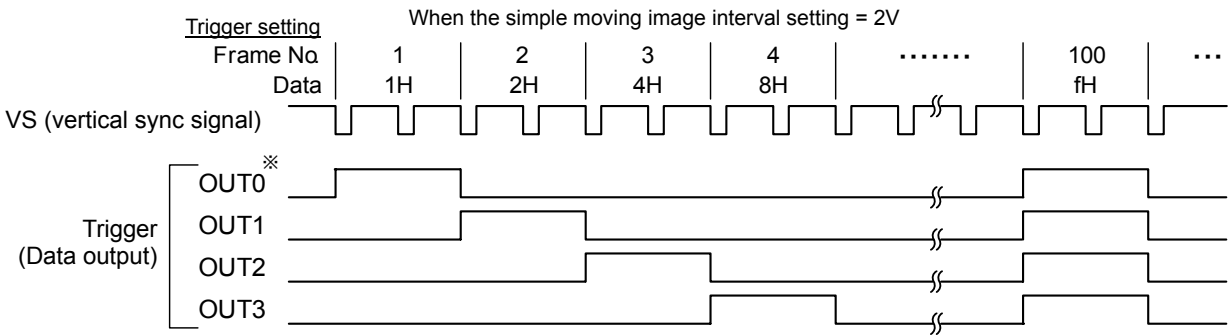 When the simple moving image interval setting = 2V
Trigger setting
Frame No. 1 2 3 4 ······· 100 ···
Data 1H 2H 4H 8H fH
VS (vertical sync signal)
OUT0※
OUT1
Trigger
(Data output)
OUT2
OUT3